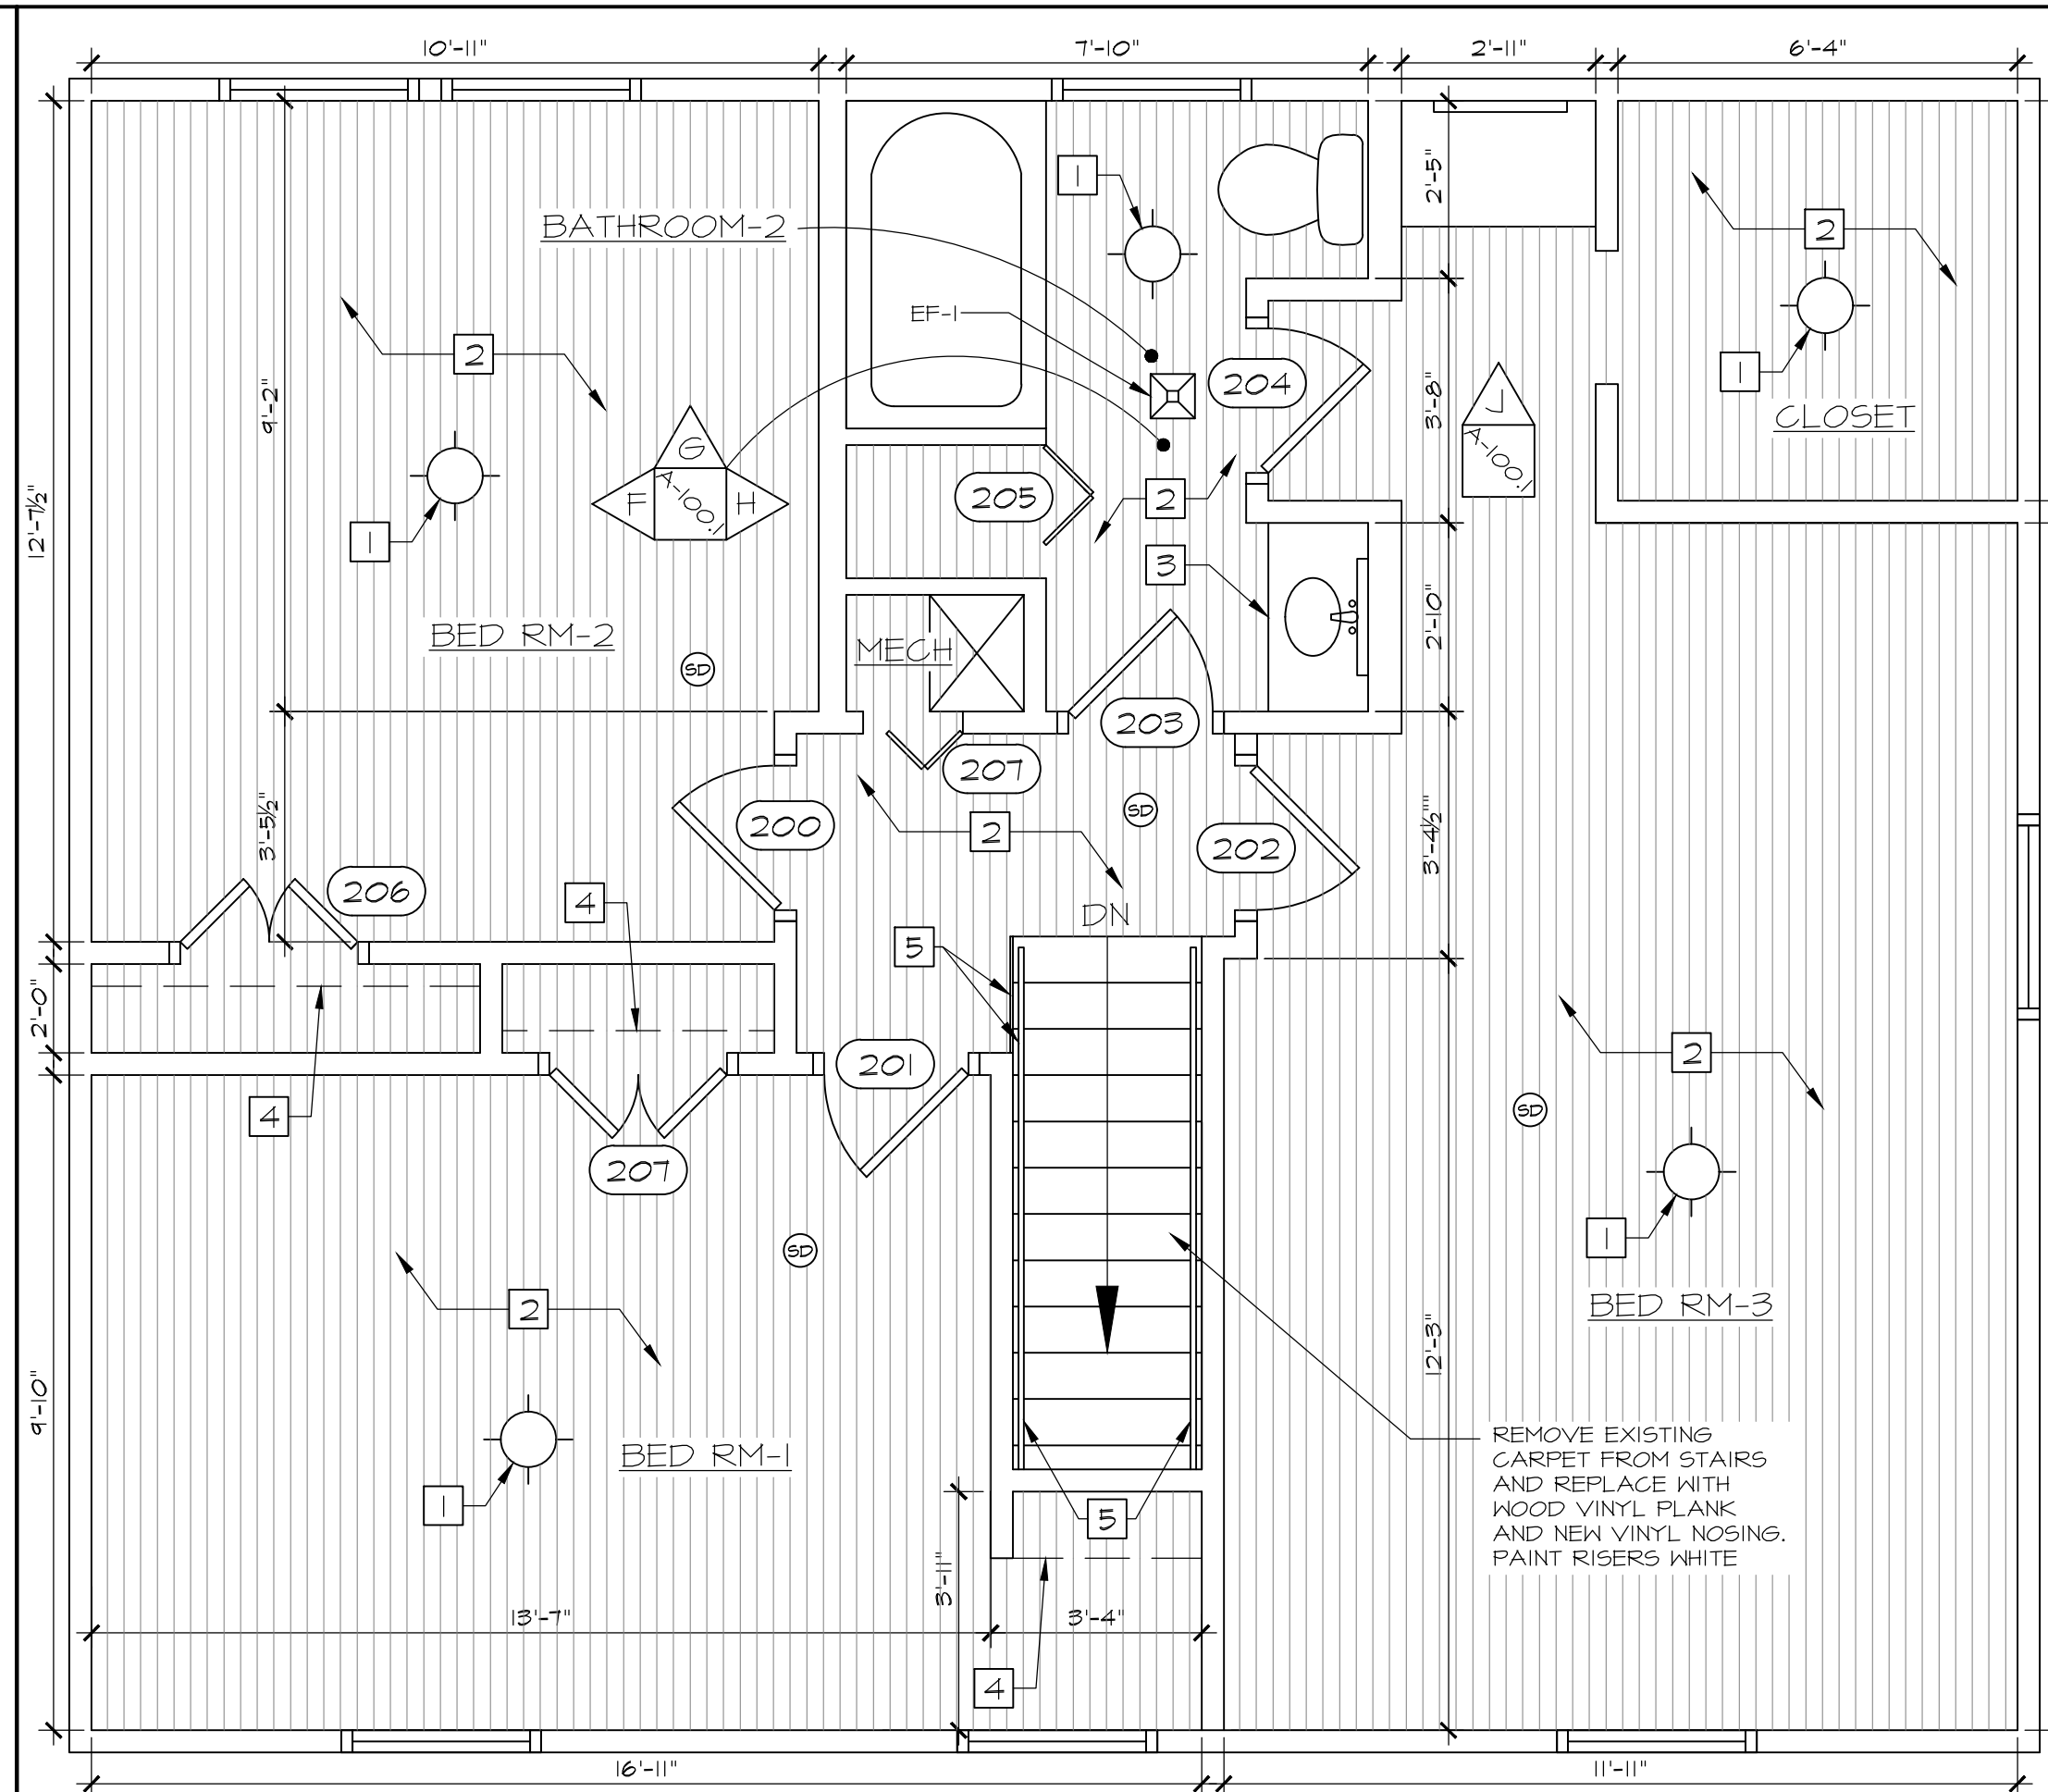 10'-11"
7'-10"
2'-11"
6'-4"
12'-7½"
9'-2"
2'-5"
1
2
BATHROOM-2
EF-1
2
1
CLOSET
204
3'-8"
J
A-100.1
G
F
A-100.1
H
205
2
1
3
BED RM-2
SD
MECH
2'-10"
203
207
200
2
SD
202
3'-4½""
3'-5½"
206
4
DN
5
2'-0"
4
201
2
SD
207
SD
1
2
BED RM-3
12'-3"
9'-10"
1
BED RM-1
5
REMOVE EXISTING
CARPET FROM STAIRS
AND REPLACE WITH
WOOD VINYL PLANK
AND NEW VINYL NOSING.
PAINT RISERS WHITE
3'-11"
13'-7"
3'-4"
4
16'-11"
11'-11"